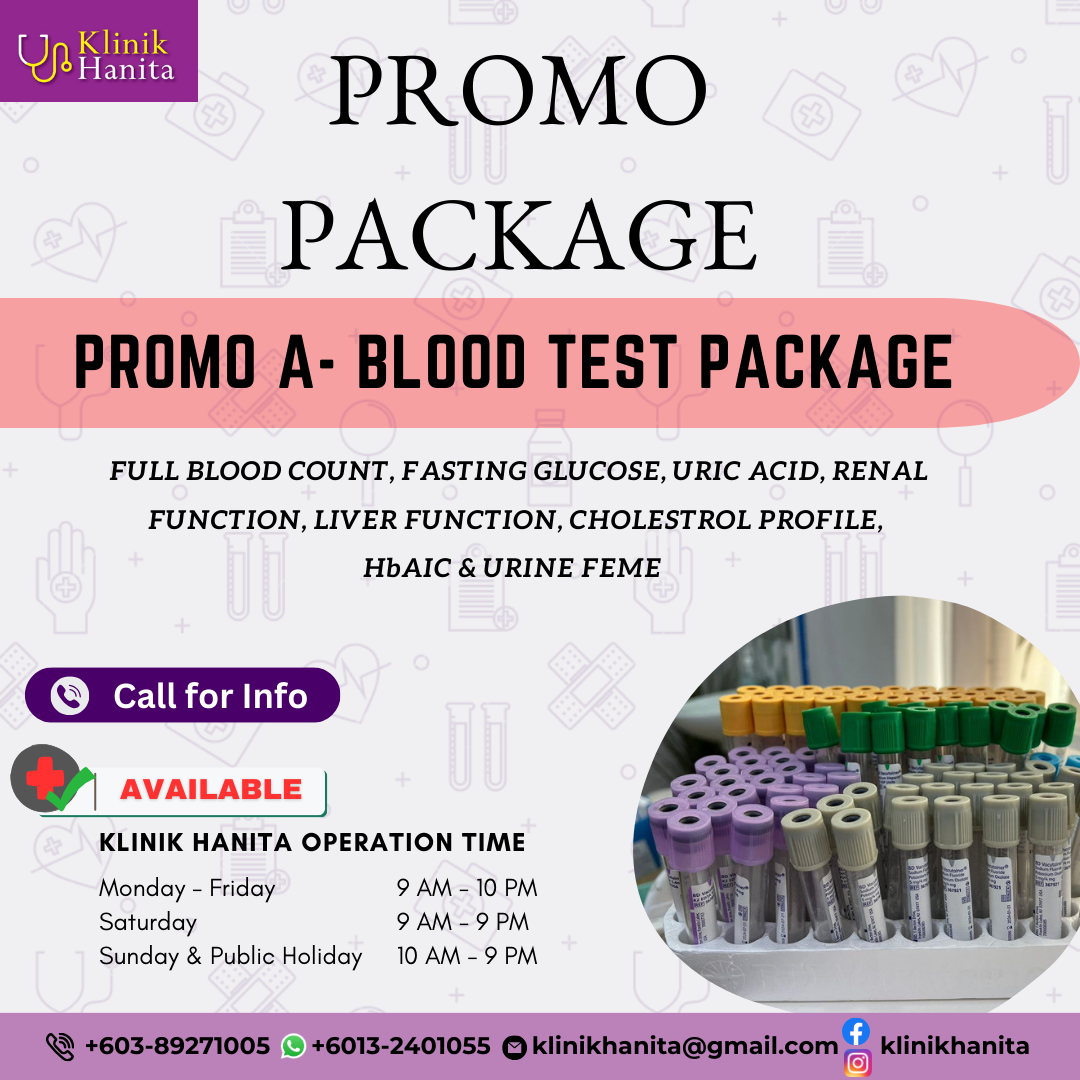 Klinik
Hanita
PROMO
PACKAGE
PROMO A- BLOOD TEST PACKAGE
FULL BLOOD COUNT, FASTING GLUCOSE, URIC ACID, RENAL
FUNCTION, LIVER FUNCTION, CHOLESTROL PROFILE,
HbAIC & URINE FEME
Call for Info
AVAILABLE
KLINIK HANITA OPERATION TIME
Monday – Friday 9 AM – 10 PM
Saturday 9 AM – 9 PM
Sunday & Public Holiday 10 AM – 9 PM
+603-89271005 +6013-2401055 klinikhanita@gmail.com klinikhanita